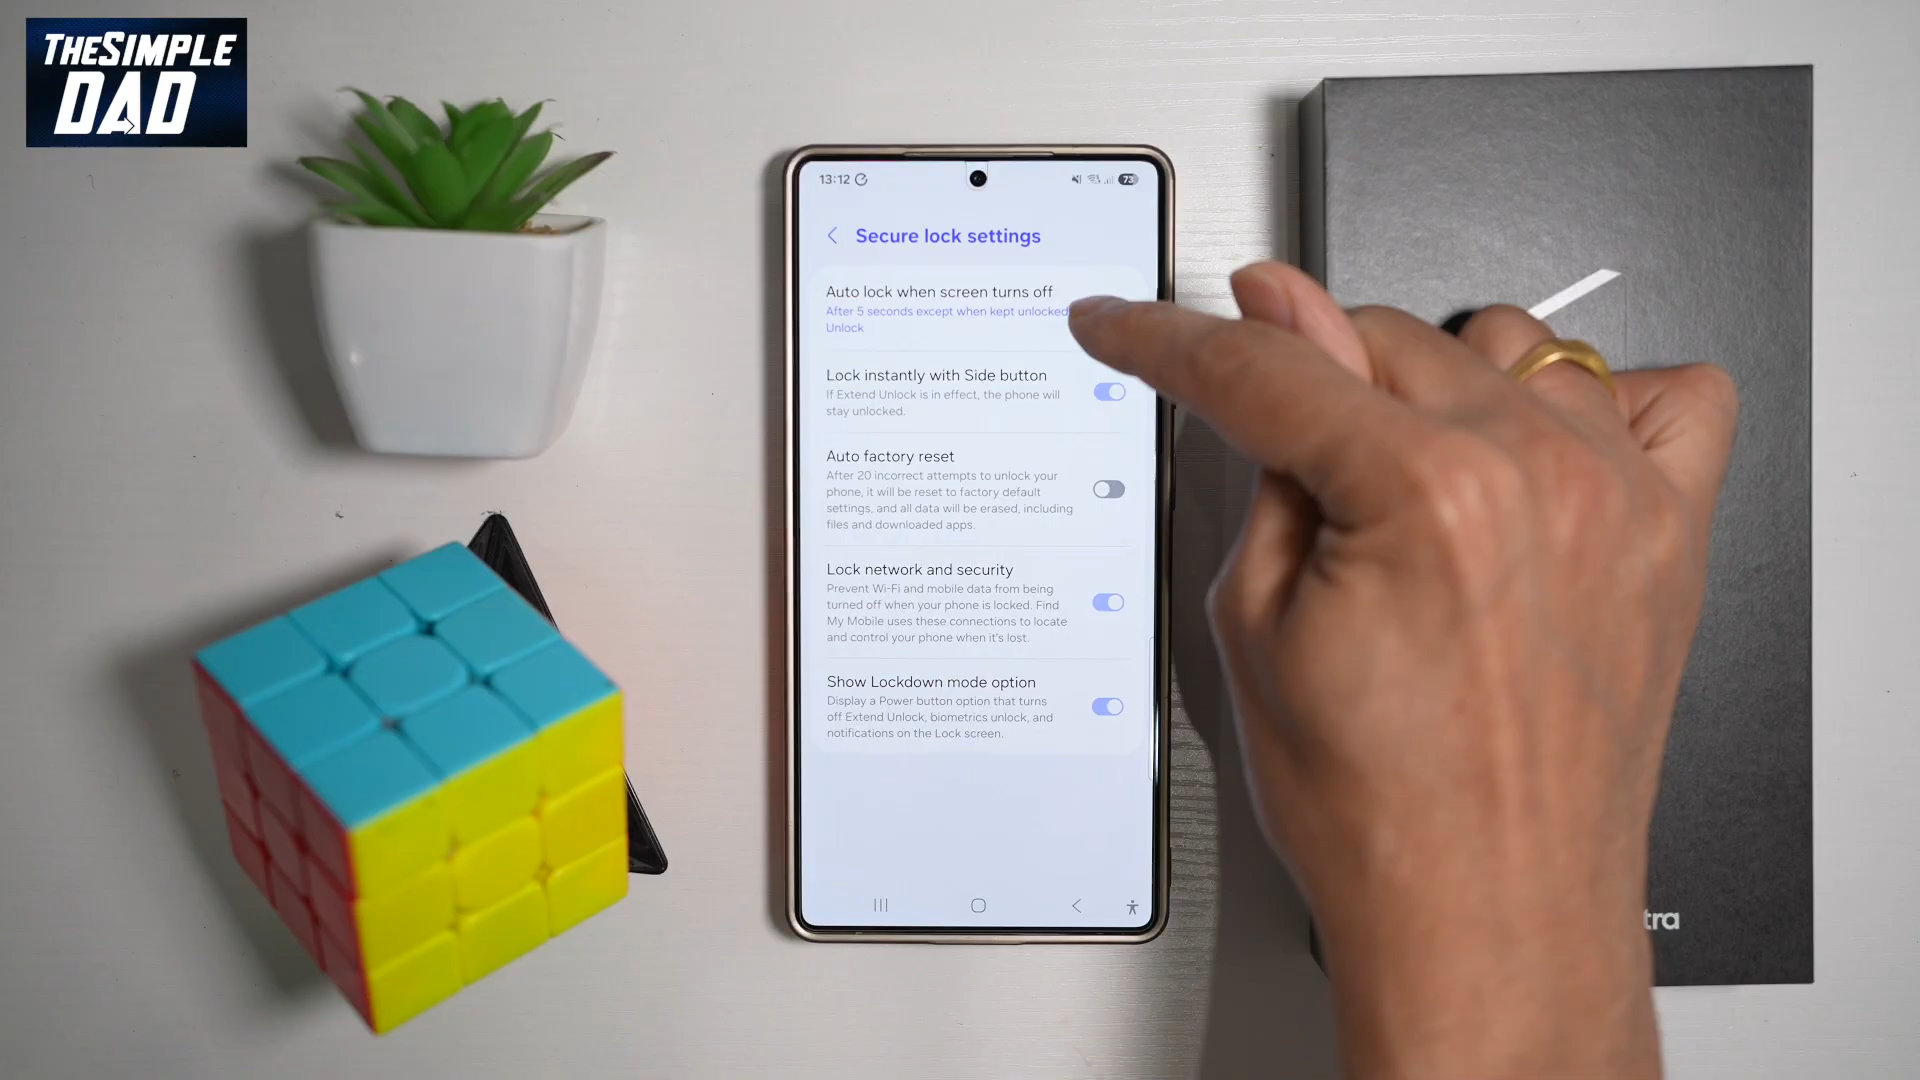 THESIMPLE
DAD
13:12
73
Secure lock settings
Auto lock when screen turns off
After 5 seconds except when kept unlocked
Unlock
Lock instantly with Side button
If Extend Unlock is in effect, the phone will
stay unlocked.
Auto factory reset
After 20 incorrect attempts to unlock your
phone, it will be reset to factory default
settings, and all data will be erased, including
files and downloaded apps.
Lock network and security
Prevent Wi-Fi and mobile data from being
turned off when your phone is locked. Find
My Mobile uses these connections to locate
and control your phone when it's lost.
Show Lockdown mode option
Display a Power button option that turns
off Extend Unlock, biometrics unlock, and
notifications on the Lock screen.
tra